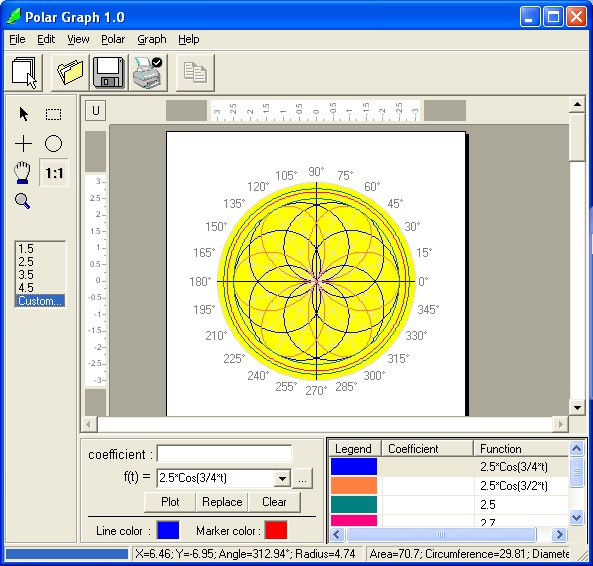 Polar Graph 1.0
File Edit View Polar Graph Help
U
3 2.5 2 1.5 1 0.5 0 -0.5 -1 -1.5 -2 -2.5 -3
1:1
3
2.5
2
1.5
1
0.5
0
-0.5
-1
-1.5
-2
-2.5
-3
1.5
2.5
3.5
4.5
Custom...
90°
105° 75°
120° 60°
135° 45°
150° 30°
165° 15°
180° 0°
195° 345°
210° 330°
225° 315°
240° 300°
255° 285°
270°
coefficient :
f(t) = 2.5*Cos(3/4*t) ...
Plot Replace Clear
Line color : Marker color :
Legend Coefficient Function
2.5*Cos(3/4*t)
2.5*Cos(3/2*t)
2.5
2.7
X=6.46; Y=-6.95; Angle=312.94°; Radius=4.74 Area=70.7; Circumference=29.81; Diamete